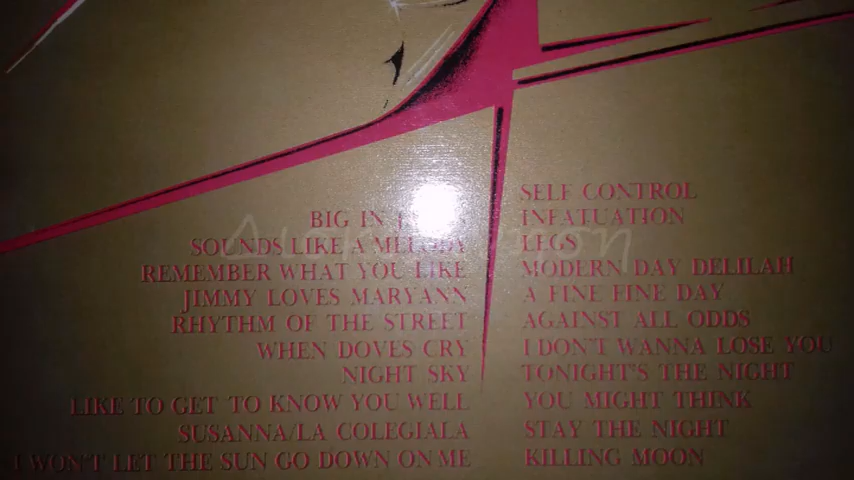 BIG IN
SOUNDS LIKE A MELODY
REMEMBER WHAT YOU LIKE
JIMMY LOVES MARYANN
RHYTHM OF THE STREET
WHEN DOVES CRY
NIGHT SKY
LIKE TO GET TO KNOW YOU WELL
SUSANNA/LA COLEGIALA
I WON'T LET THE SUN GO DOWN ON ME
SELF CONTROL
INFATUATION
LEGS
MODERN DAY DELILAH
A FINE FINE DAY
AGAINST ALL ODDS
I DON'T WANNA LOSE YOU
TONIGHT'S THE NIGHT
YOU MIGHT THINK
STAY THE NIGHT
KILLING MOON